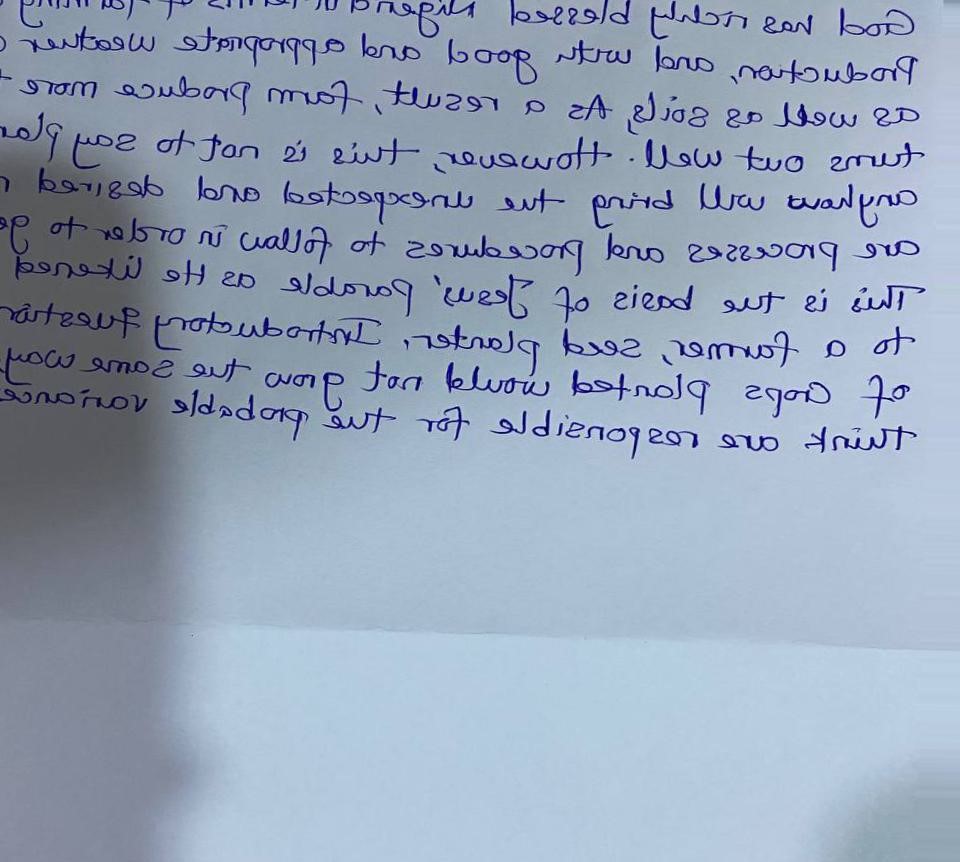 God has richly blessed Nigeria in terms of farming
Production, and with good and appropriate weather
as well as soils, As a result, farm produce more
turns out well. However, this is not to say
anyhow will bring the unexpected and desired
are processes and procedures to follow in order to
This is the basis of Jesus' parable as He likened
to a farmer, seed planter, Introductory
of Crops planted would not grow the Same way
think are responsible for the probable variance